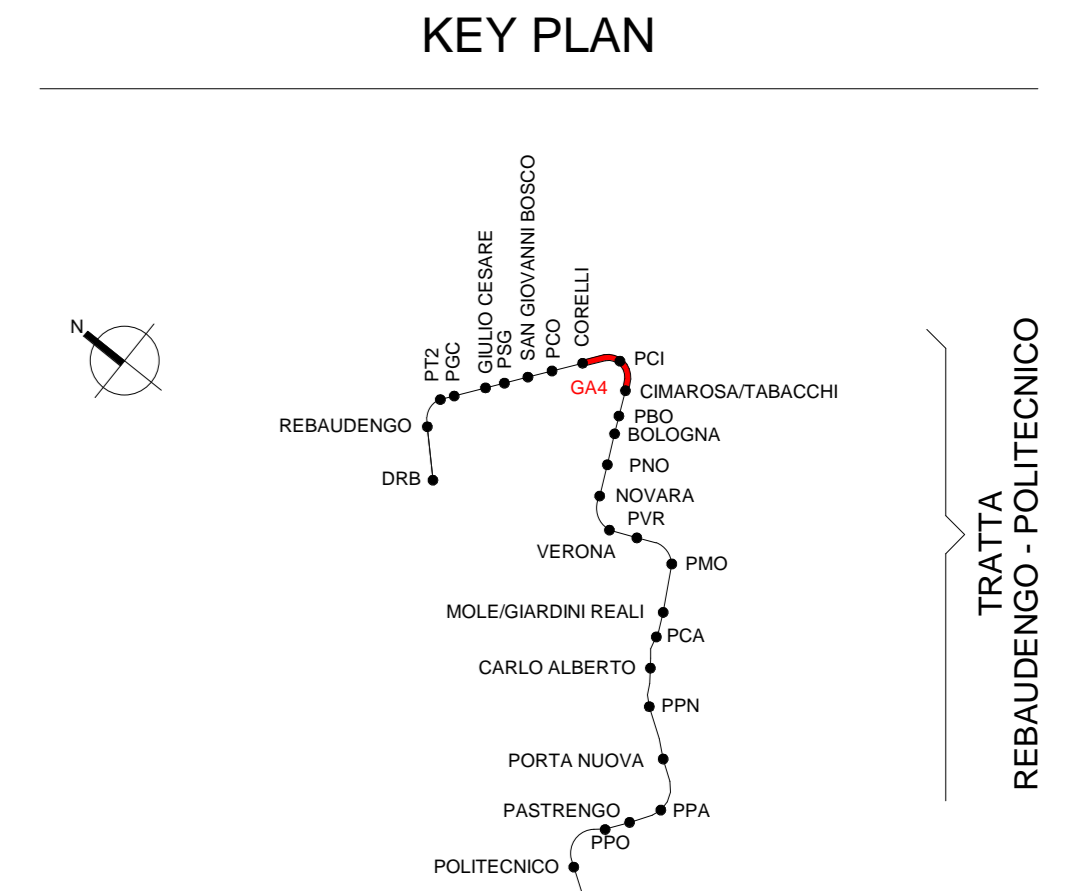 KEY PLAN
N
PT2
PGC
GIULIO CESARE
PSG
SAN GIOVANNI BOSCO
PCO
CORELLI
PCI
GA4
CIMAROSA/TABACCHI
REBAUDENGO
PBO
BOLOGNA
DRB
PNO
NOVARA
PVR
VERONA
PMO
MOLE/GIARDINI REALI
PCA
CARLO ALBERTO
PPN
PORTA NUOVA
PASTRENGO
PPA
PPO
POLITECNICO
TRATTA
REBAUDENGO - POLITECNICO